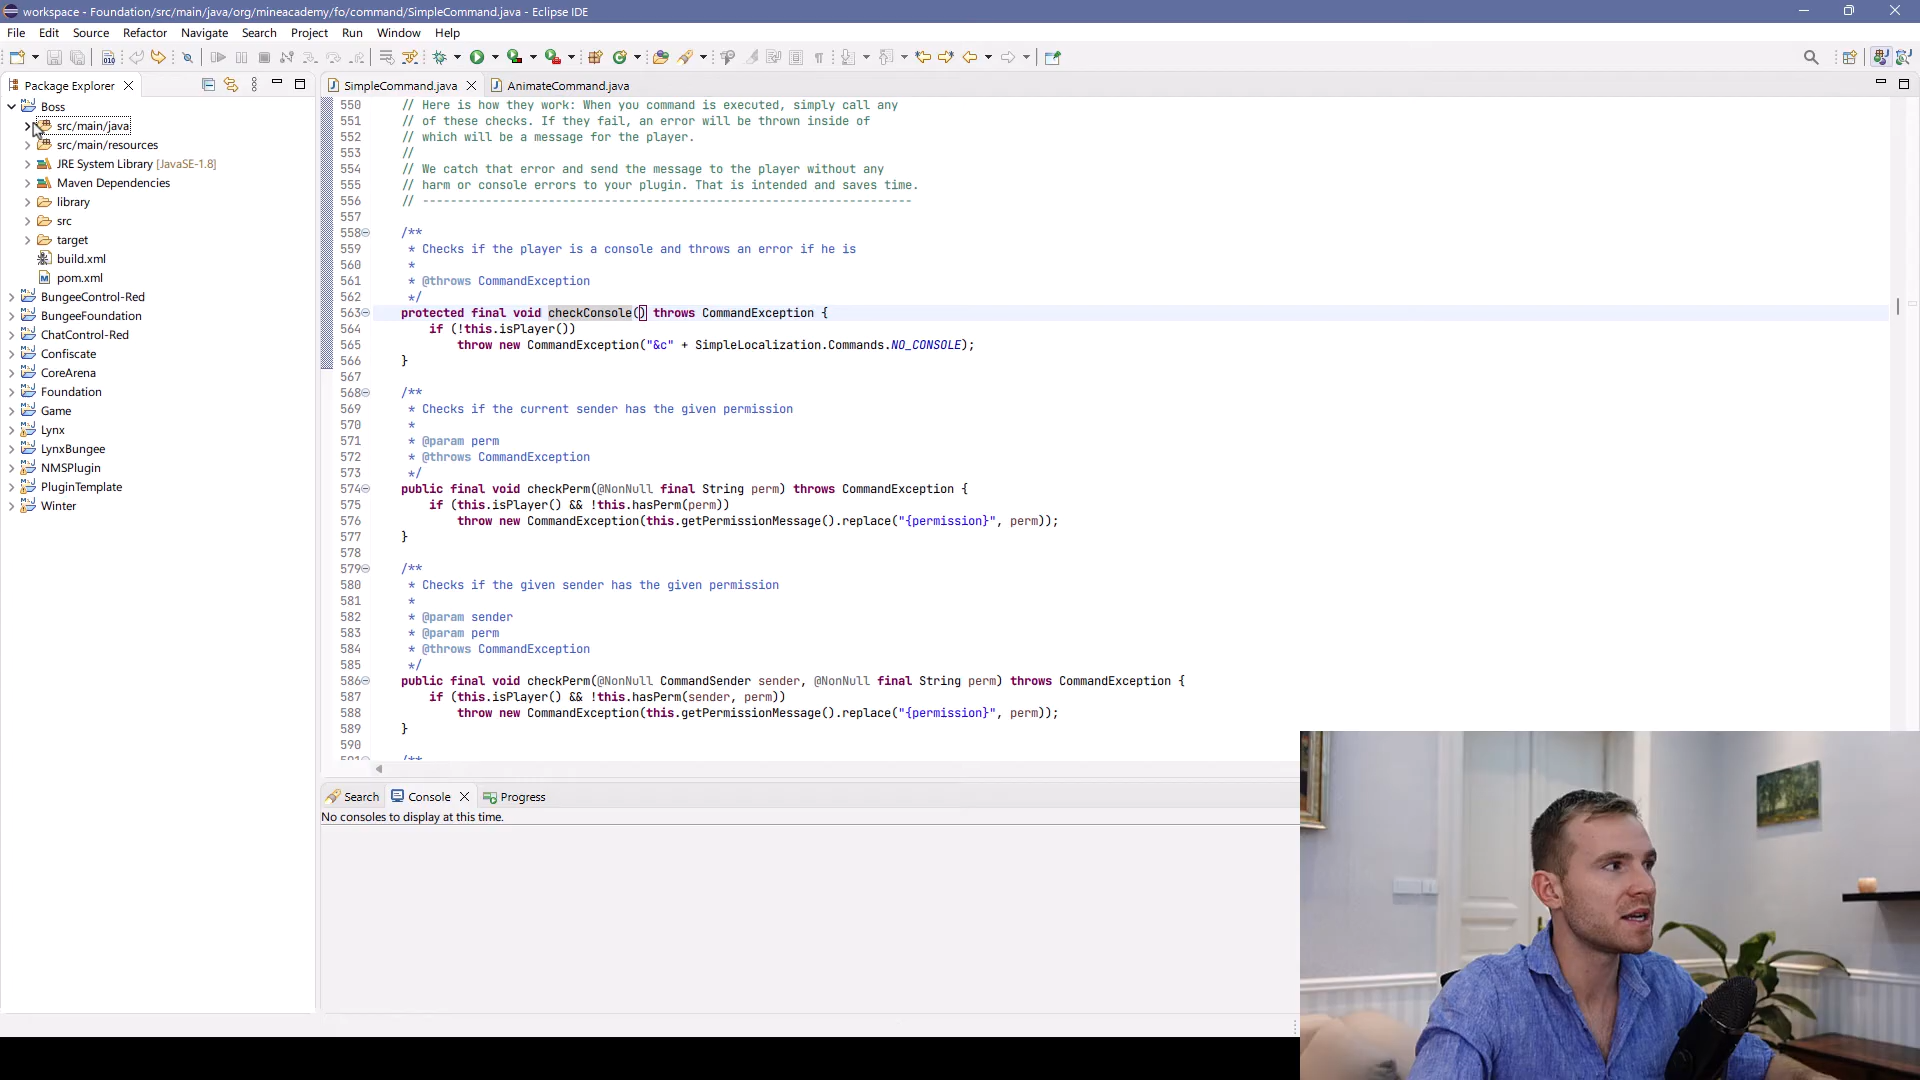 workspace - Foundation/src/main/java/org/mineacademy/fo/command/SimpleCommand.java - Eclipse IDE
File Edit Source Refactor Navigate Search Project Run Window Help
Package Explorer
SimpleCommand.java
AnimateCommand.java
Boss
src/main/java
src/main/resources
JRE System Library [JavaSE-1.8]
Maven Dependencies
library
src
target
build.xml
pom.xml
BungeeControl-Red
BungeeFoundation
ChatControl-Red
Confiscate
CoreArena
Foundation
Game
Lynx
LynxBungee
NMSPlugin
PluginTemplate
Winter
550 // Here is how they work: When you command is executed, simply call any
551 // of these checks. If they fail, an error will be thrown inside of
552 // which will be a message for the player.
553 //
554 // We catch that error and send the message to the player without any
555 // harm or console errors to your plugin. That is intended and saves time.
556 // ----------------------------------------------------------------------
557
558 /**
559 * Checks if the player is a console and throws an error if he is
560 *
561 * @throws CommandException
562 */
563 protected final void checkConsole() throws CommandException {
564 if (!this.isPlayer())
565 throw new CommandException("&c" + SimpleLocalization.Commands.NO_CONSOLE);
566 }
567
568 /**
569 * Checks if the current sender has the given permission
570 *
571 * @param perm
572 * @throws CommandException
573 */
574 public final void checkPerm(@NonNull final String perm) throws CommandException {
575 if (this.isPlayer() && !this.hasPerm(perm))
576 throw new CommandException(this.getPermissionMessage().replace("{permission}", perm));
577 }
578
579 /**
580 * Checks if the given sender has the given permission
581 *
582 * @param sender
583 * @param perm
584 * @throws CommandException
585 */
586 public final void checkPerm(@NonNull CommandSender sender, @NonNull final String perm) throws CommandException {
587 if (this.isPlayer() && !this.hasPerm(sender, perm))
588 throw new CommandException(this.getPermissionMessage().replace("{permission}", perm));
589 }
590
591 /**
Search Console Progress
No consoles to display at this time.